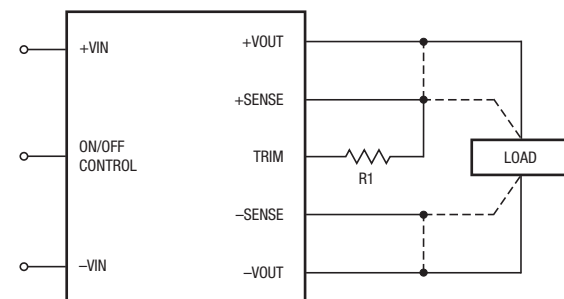 +VIN
ON/OFF
CONTROL
–VIN
+VOUT
+SENSE
TRIM
–SENSE
–VOUT
R1
LOAD